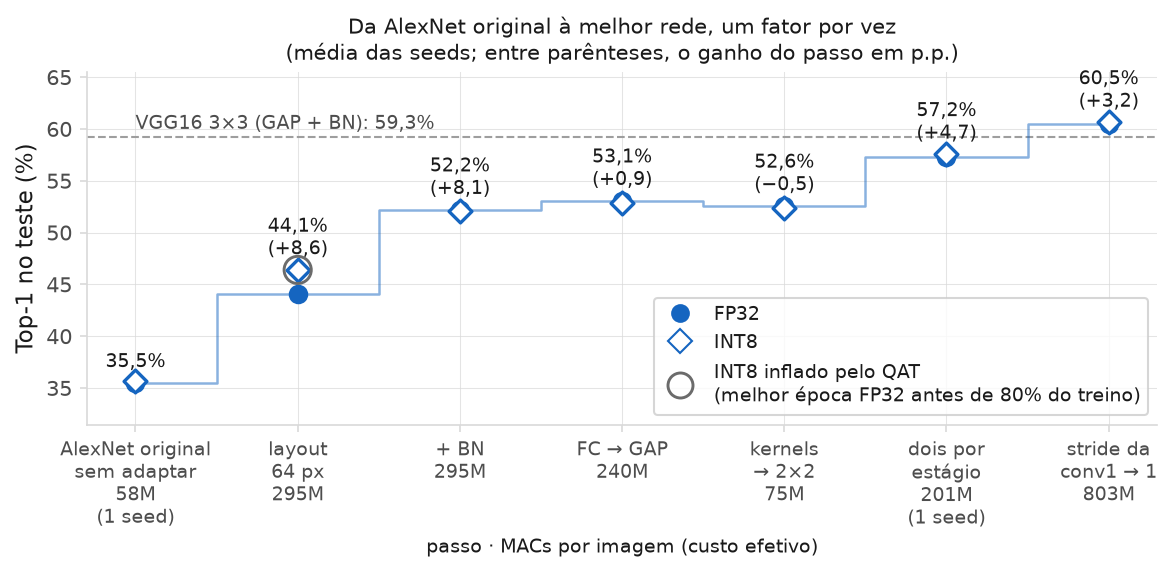 Da AlexNet original à melhor rede, um fator por vez
(média das seeds; entre parênteses, o ganho do passo em p.p.)
Top-1 no teste (%)
65
60
55
50
45
40
35
VGG16 3×3 (GAP + BN): 59,3%
35,5%
44,1%
(+8,6)
52,2%
(+8,1)
53,1%
(+0,9)
52,6%
(−0,5)
57,2%
(+4,7)
60,5%
(+3,2)
FP32
INT8
INT8 inflado pelo QAT
(melhor época FP32 antes de 80% do treino)
AlexNet original
sem adaptar
58M
(1 seed)
layout
64 px
295M
+ BN
295M
FC → GAP
240M
kernels
→ 2×2
75M
dois por
estágio
201M
(1 seed)
stride da
conv1 → 1
803M
passo · MACs por imagem (custo efetivo)